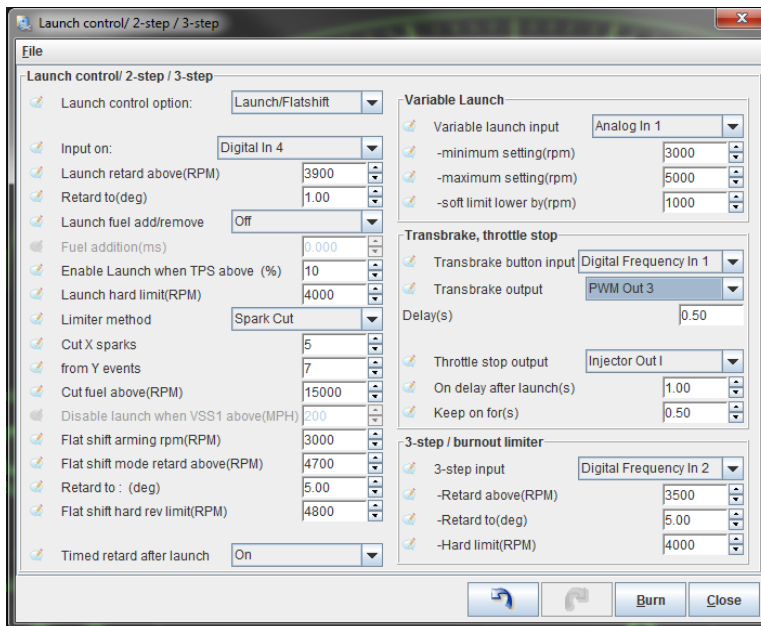 Launch control/ 2-step / 3-step
File
Launch control/ 2-step / 3-step
Launch control option: Launch/Flatshift
Input on: Digital In 4
Launch retard above(RPM) 3900
Retard to(deg) 1.00
Launch fuel add/remove Off
Fuel addition(ms) 0.000
Enable Launch when TPS above (%) 10
Launch hard limit(RPM) 4000
Limiter method Spark Cut
Cut X sparks 5
from Y events 7
Cut fuel above(RPM) 15000
Disable launch when VSS1 above(MPH) 200
Flat shift arming rpm(RPM) 3000
Flat shift mode retard above(RPM) 4700
Retard to : (deg) 5.00
Flat shift hard rev limit(RPM) 4800
Timed retard after launch On
Variable Launch
Variable launch input Analog In 1
-minimum setting(rpm) 3000
-maximum setting(rpm) 5000
-soft limit lower by(rpm) 1000
Transbrake, throttle stop
Transbrake button input Digital Frequency In 1
Transbrake output PWM Out 3
Delay(s) 0.50
Throttle stop output Injector Out I
On delay after launch(s) 1.00
Keep on for(s) 0.50
3-step / burnout limiter
3-step input Digital Frequency In 2
-Retard above(RPM) 3500
-Retard to(deg) 5.00
-Hard limit(RPM) 4000
Burn Close